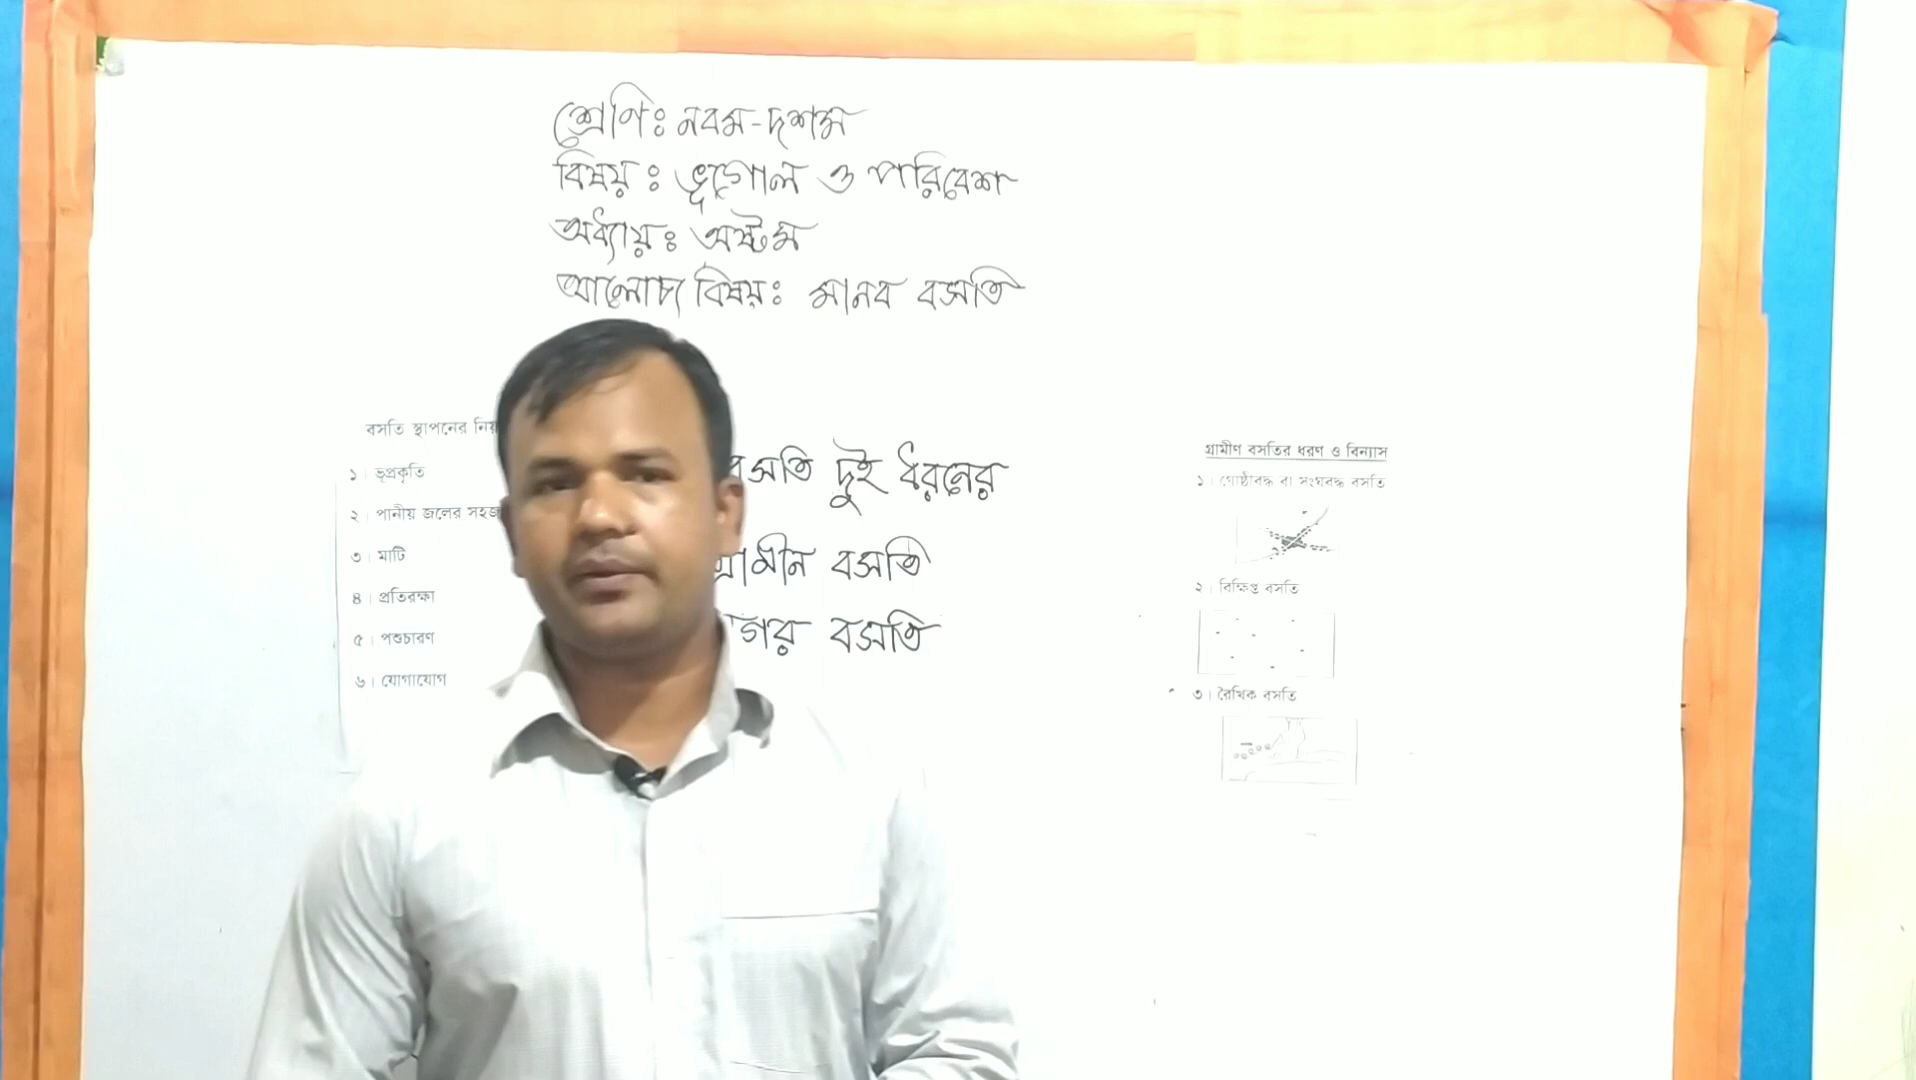 শ্রেণিঃ নবম-দশম
বিষয়ঃ ভূগোল ও পরিবেশ
অধ্যায়ঃ অষ্টম
আলোচ্য বিষয়ঃ মানব বসতি
বসতি স্থাপনের
১। ভূপ্রকৃতি
২। পানীয় জলের
৩। মাটি
৪। প্রতিরক্ষা
৫। পশুচারণ
৬। যোগাযোগ
বসতি দুই ধরনের
গ্রামীন বসতি
নগর বসতি
গ্রামীণ বসতির ধরণ ও বিন্যাস
১। গোষ্ঠীবদ্ধ বা সংঘবদ্ধ বসতি
২। বিক্ষিপ্ত বসতি
৩। রৈখিক বসতি